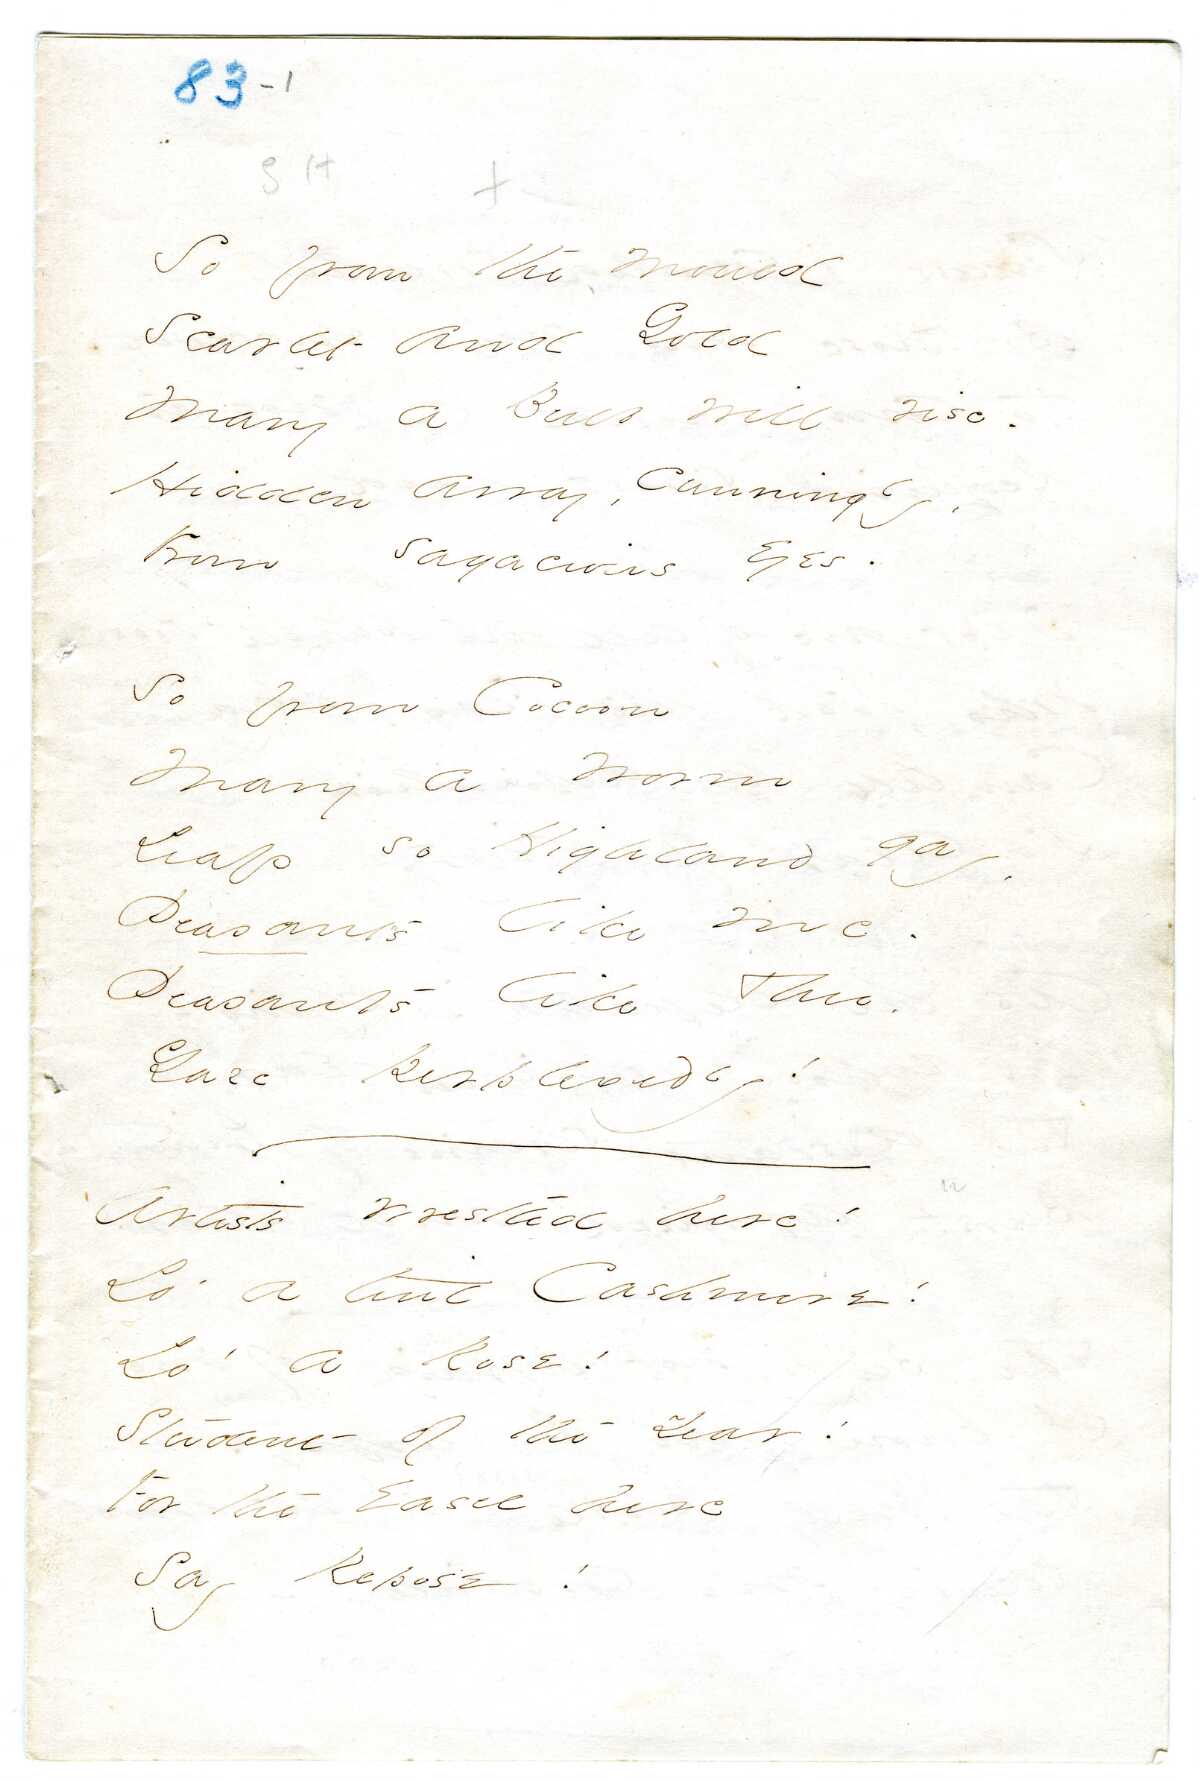 83-1
SH +
So from the mould
Scarlet and Gold
Many a Bulb will rise.
Hidden away, cunningly,
From sagacious Eyes.
So from Cocoon
Many a Worm
Leap so Highland gay,
Peasants like me.
Peasants like Thee.
Gaze perplexedly!
Artists wrestled here!
Lo' a tint Cashmere!
Lo' a Rose!
Student of the Year!
For the Easel here
Say Repose!